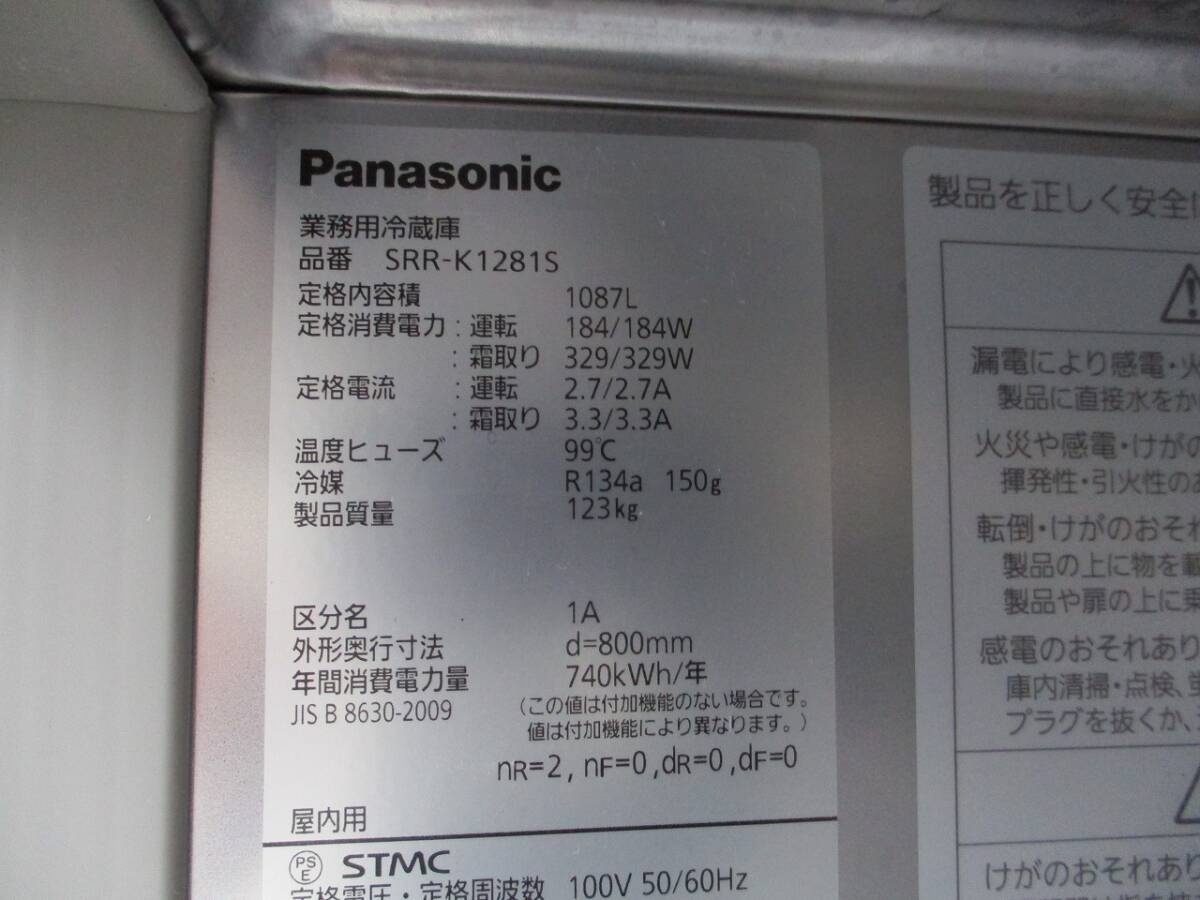 Panasonic
業務用冷蔵庫
品番 SRR-K1281S
定格内容積 1087L
定格消費電力:運転 184/184W
:霜取り 329/329W
定格電流 :運転 2.7/2.7A
:霜取り 3.3/3.3A
温度ヒューズ 99℃
冷媒 R134a 150g
製品質量 123kg
区分名 1A
外形奥行寸法 d=800mm
年間消費電力量 740kWh/年
JIS B 8630-2009 (この値は付加機能のない場合です。
値は付加機能により異なります。)
nR=2, nF=0,dR=0,dF=0
屋内用
PSE STMC
定格電圧・定格周波数 100V 50/60Hz
製品を正しく安全に
漏電により感電・火
製品に直接水をか
火災や感電・けがの
揮発性・引火性のあ
転倒・けがのおそれ
製品の上に物を載
製品や扉の上に乗
感電のおそれあり
庫内清掃・点検、
プラグを抜くか、
けがのおそれあり